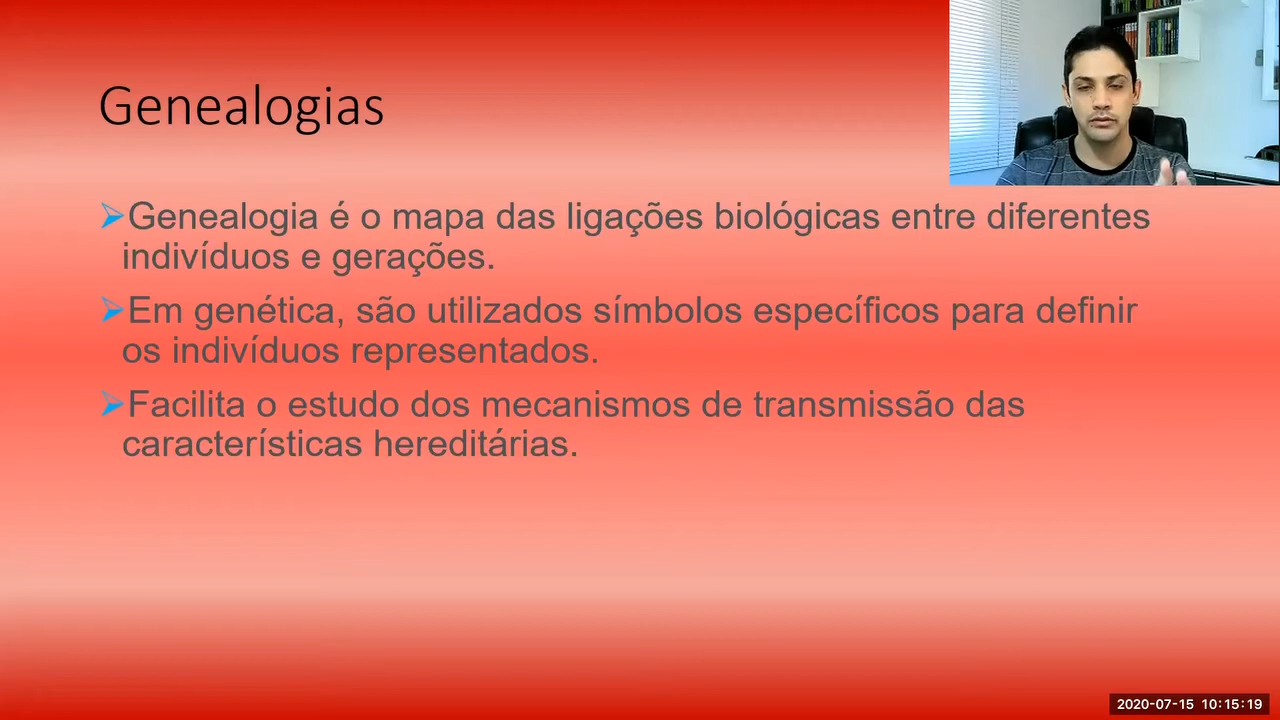 Genealogias
➢Genealogia é o mapa das ligações biológicas entre diferentes
indivíduos e gerações.
➢Em genética, são utilizados símbolos específicos para definir
os indivíduos representados.
➢Facilita o estudo dos mecanismos de transmissão das
características hereditárias.
2020-07-15 10:15:19